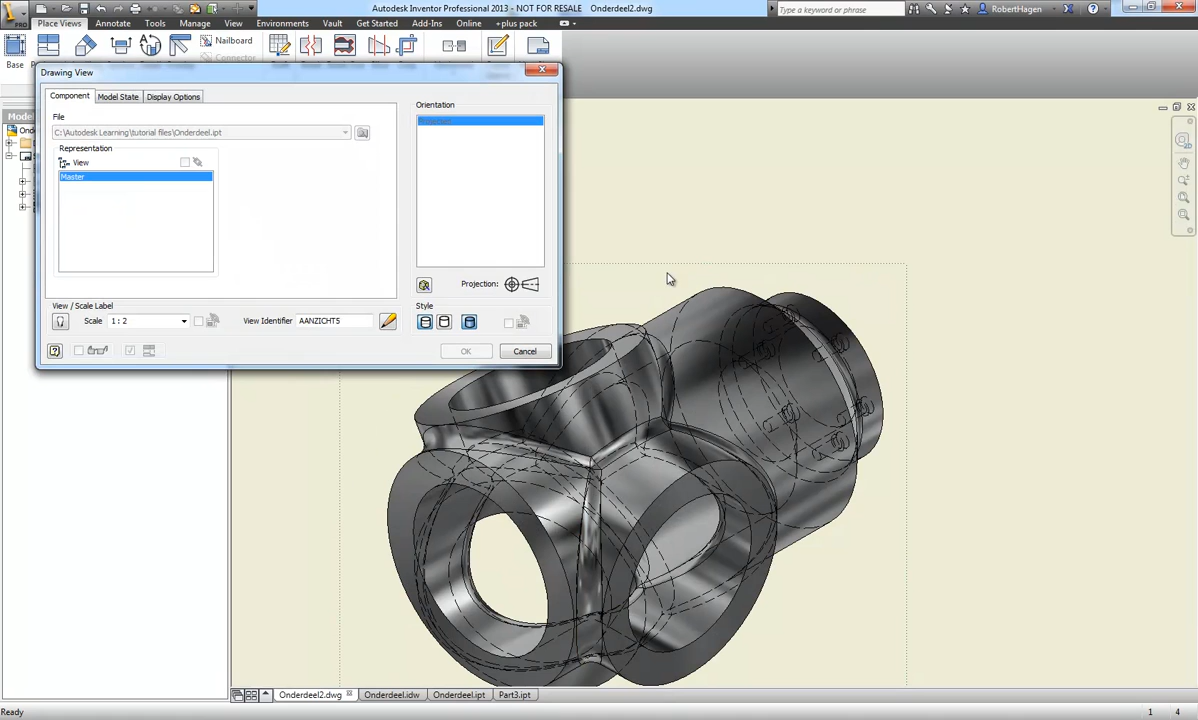 Autodesk Inventor Professional 2013 - NOT FOR RESALE Onderdeel2.dwg
Type a keyword or phrase
RobertHagen
PRO
Place Views Annotate Tools Manage View Environments Vault Get Started Add-Ins Online +plus pack
Nailboard
Connector
Base
Drawing View
Component Model State Display Options
File
C:\Autodesk Learning\tutorial files\Onderdeel.ipt
Representation
View
Master
Orientation
Projection:
View / Scale Label
Scale 1 : 2
View Identifier AANZICHT5
Style
OK
Cancel
Onderdeel2.dwg Onderdeel.idw Onderdeel.ipt Part3.ipt
Ready
1 4